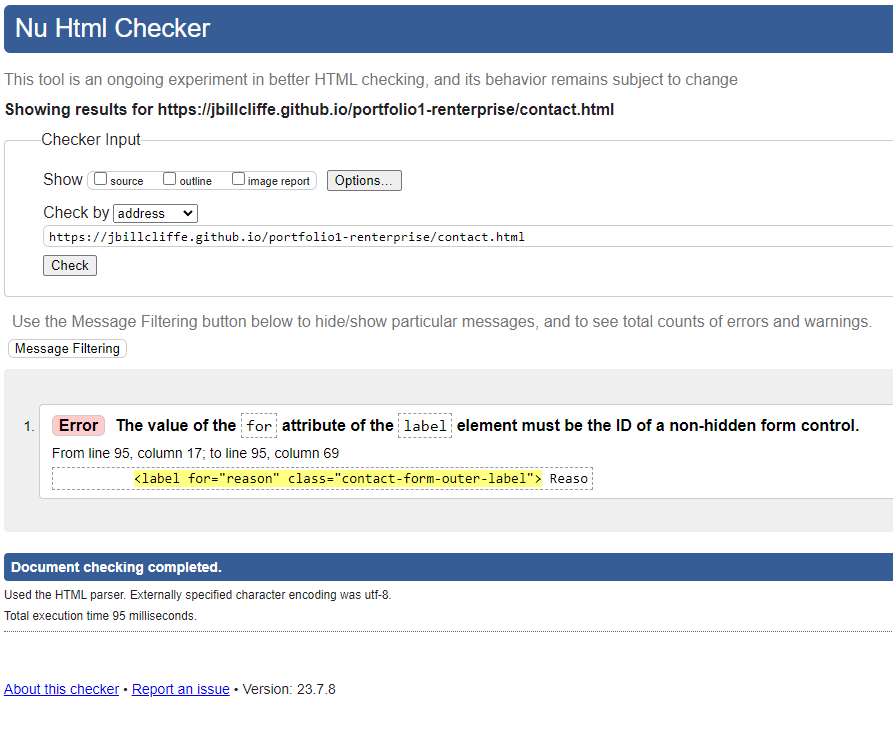 Nu Html Checker
This tool is an ongoing experiment in better HTML checking, and its behavior remains subject to change
Showing results for https://jbillcliffe.github.io/portfolio1-renterprise/contact.html
Checker Input
Show source outline image report Options...
Check by address
https://jbillcliffe.github.io/portfolio1-renterprise/contact.html
Check
Use the Message Filtering button below to hide/show particular messages, and to see total counts of errors and warnings.
Message Filtering
1. Error The value of the for attribute of the label element must be the ID of a non-hidden form control.
From line 95, column 17; to line 95, column 69
<label for="reason" class="contact-form-outer-label"> Reaso
Document checking completed.
Used the HTML parser. Externally specified character encoding was utf-8.
Total execution time 95 milliseconds.
About this checker • Report an issue • Version: 23.7.8